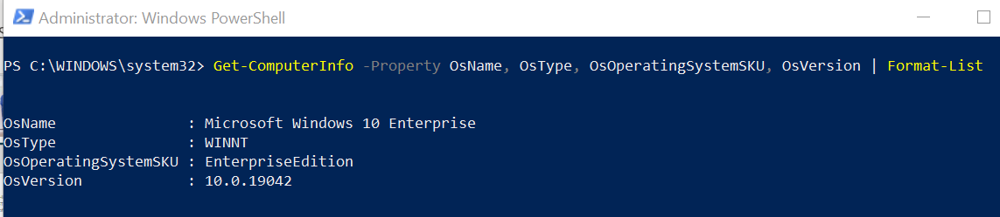 Administrator: Windows PowerShell
PS C:\WINDOWS\system32> Get-ComputerInfo -Property OsName, OsType, OsOperatingSystemSKU, OsVersion | Format-List
OsName               : Microsoft Windows 10 Enterprise
OsType               : WINNT
OsOperatingSystemSKU : EnterpriseEdition
OsVersion            : 10.0.19042